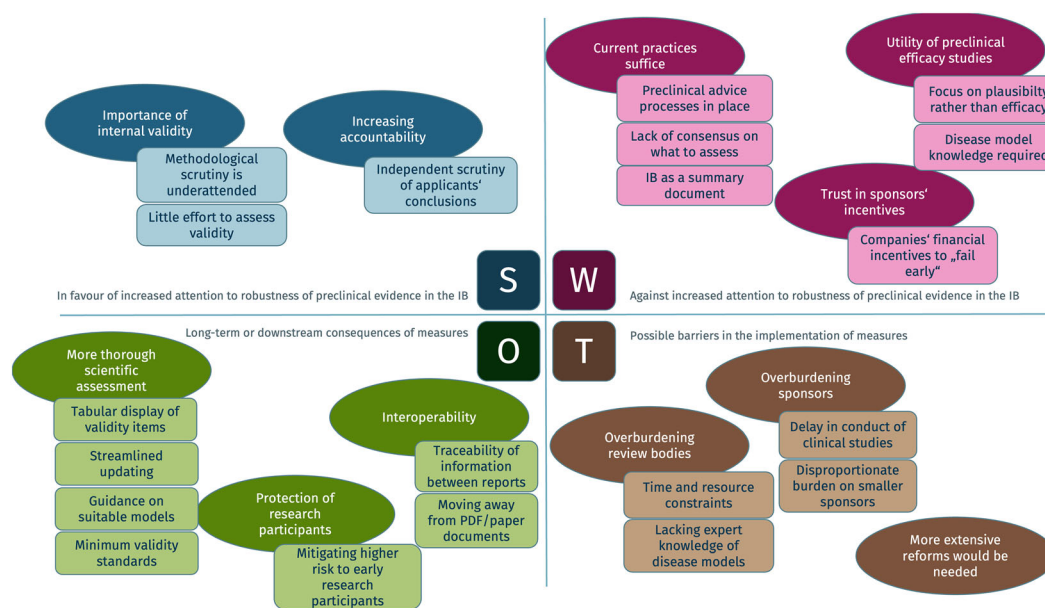 Importance of
internal validity
Methodological
scrutiny is
underattended
Little effort to assess
validity
Increasing
accountability
Independent scrutiny
of applicants‘
conclusions
S
In favour of increased attention to robustness of preclinical evidence in the IB
Current practices
suffice
Preclinical advice
processes in place
Lack of consensus on
what to assess
IB as a summary
document
Utility of preclinical
efficacy studies
Focus on plausibilty
rather than efficacy
Disease model
knowledge required
Trust in sponsors‘
incentives
Companies‘ financial
incentives to „fail
early“
W
Against increased attention to robustness of preclinical evidence in the IB
Long-term or downstream consequences of measures
O
More thorough
scientific
assessment
Tabular display of
validity items
Streamlined
updating
Guidance on
suitable models
Minimum validity
standards
Protection of
research
participants
Mitigating higher
risk to early
research
participants
Interoperability
Traceability of
information
between reports
Moving away
from PDF/paper
documents
T
Possible barriers in the implementation of measures
Overburdening
review bodies
Time and resource
constraints
Lacking expert
knowledge of
disease models
Overburdening
sponsors
Delay in conduct of
clinical studies
Disproportionate
burden on smaller
sponsors
More extensive
reforms would be
needed